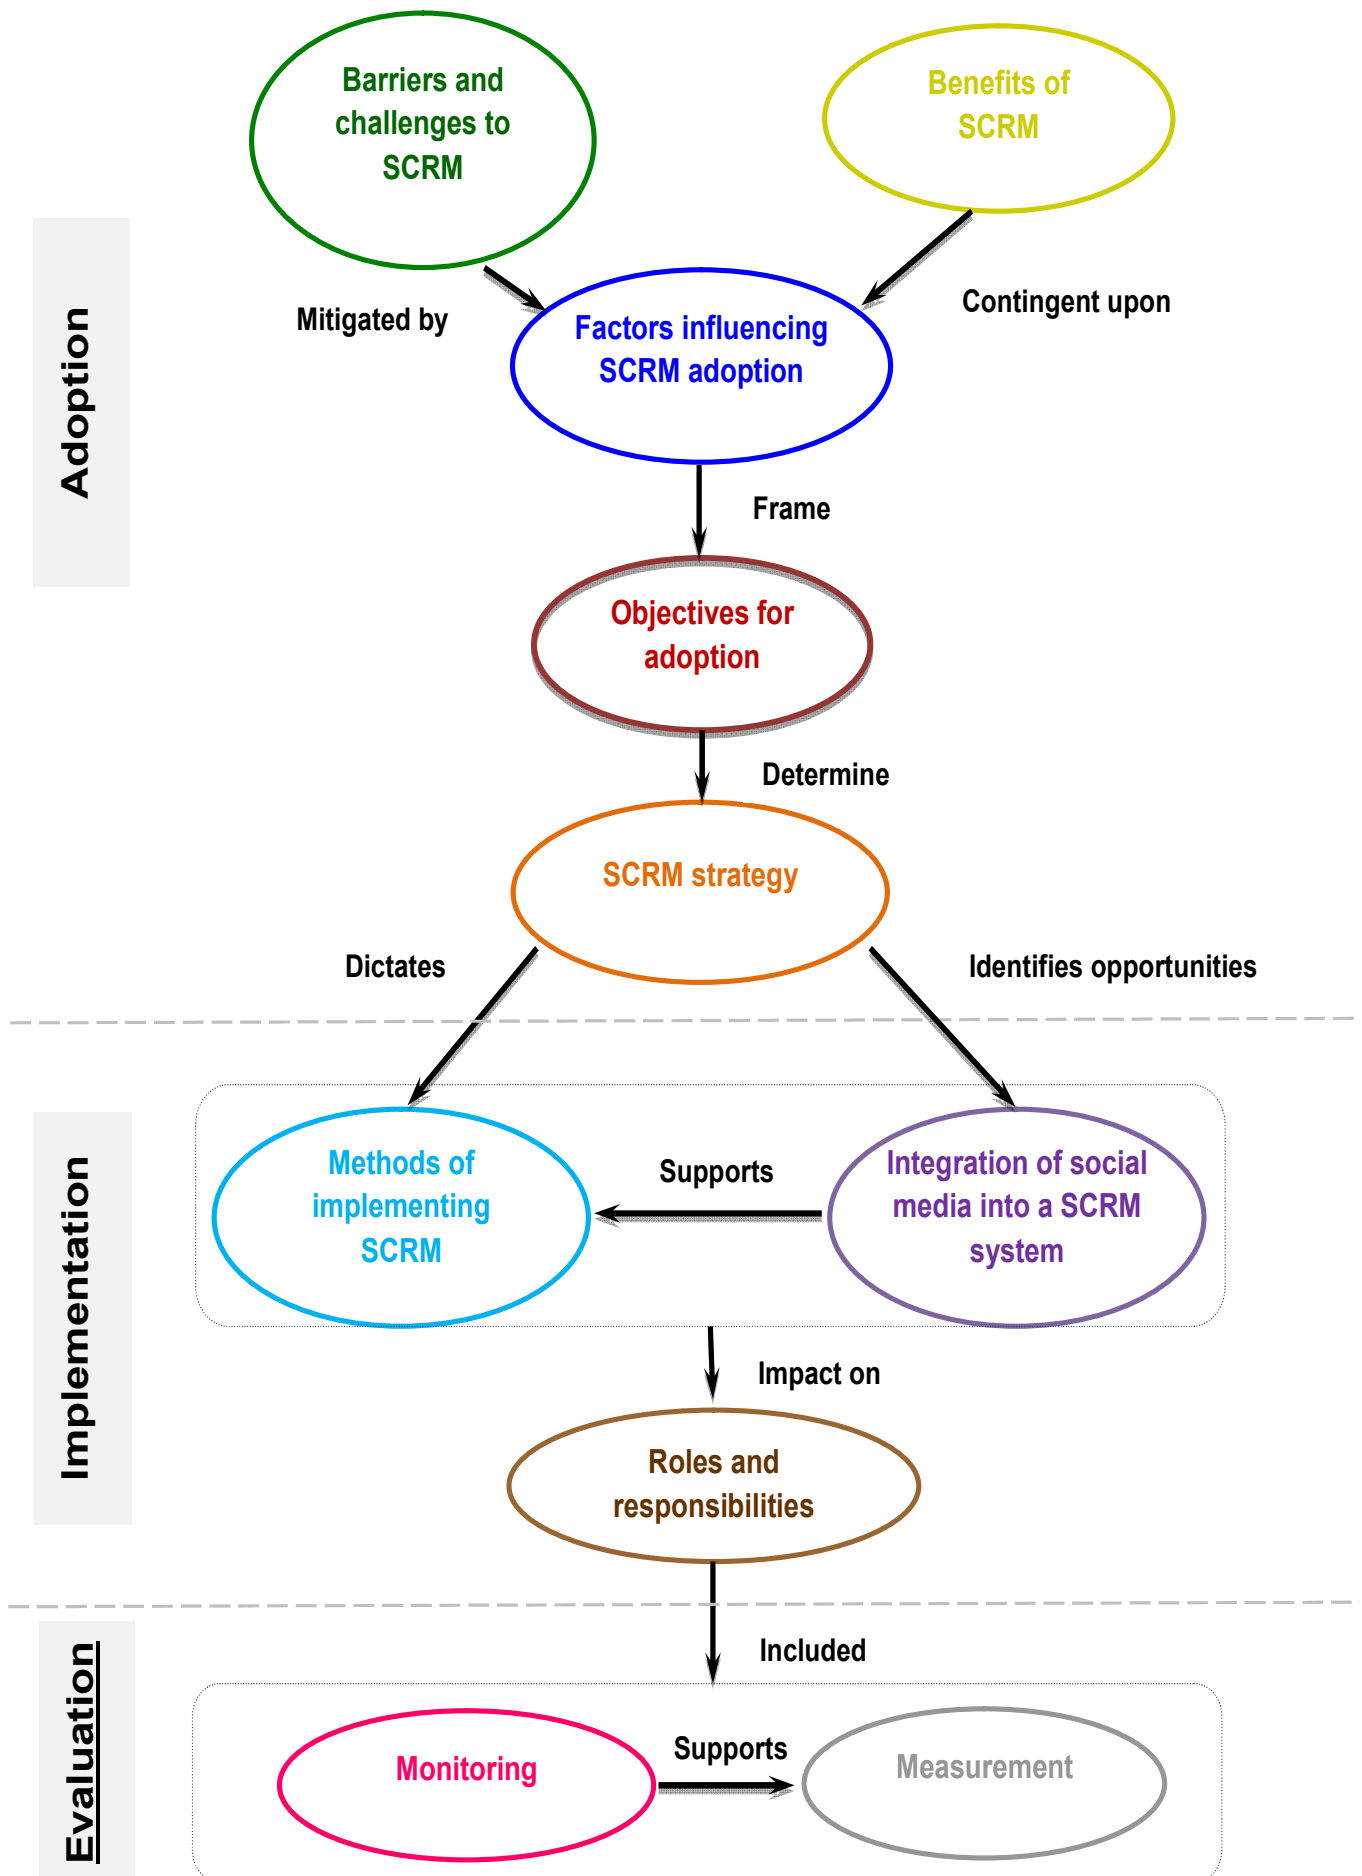 Barriers and
challenges to
SCRM
Benefits of
SCRM
Adoption
Mitigated by
Contingent upon
Factors influencing
SCRM adoption
Frame
Objectives for
adoption
Determine
SCRM strategy
Dictates
Identifies opportunities
Implementation
Methods of
implementing
SCRM
Supports
Integration of social
media into a SCRM
system
Impact on
Roles and
responsibilities
Included
Evaluation
Monitoring
Supports
Measurement